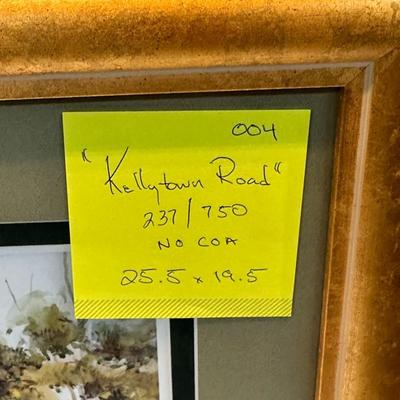 004
"Kellytown Road"
237/750
NO COA
25.5 x 19.5